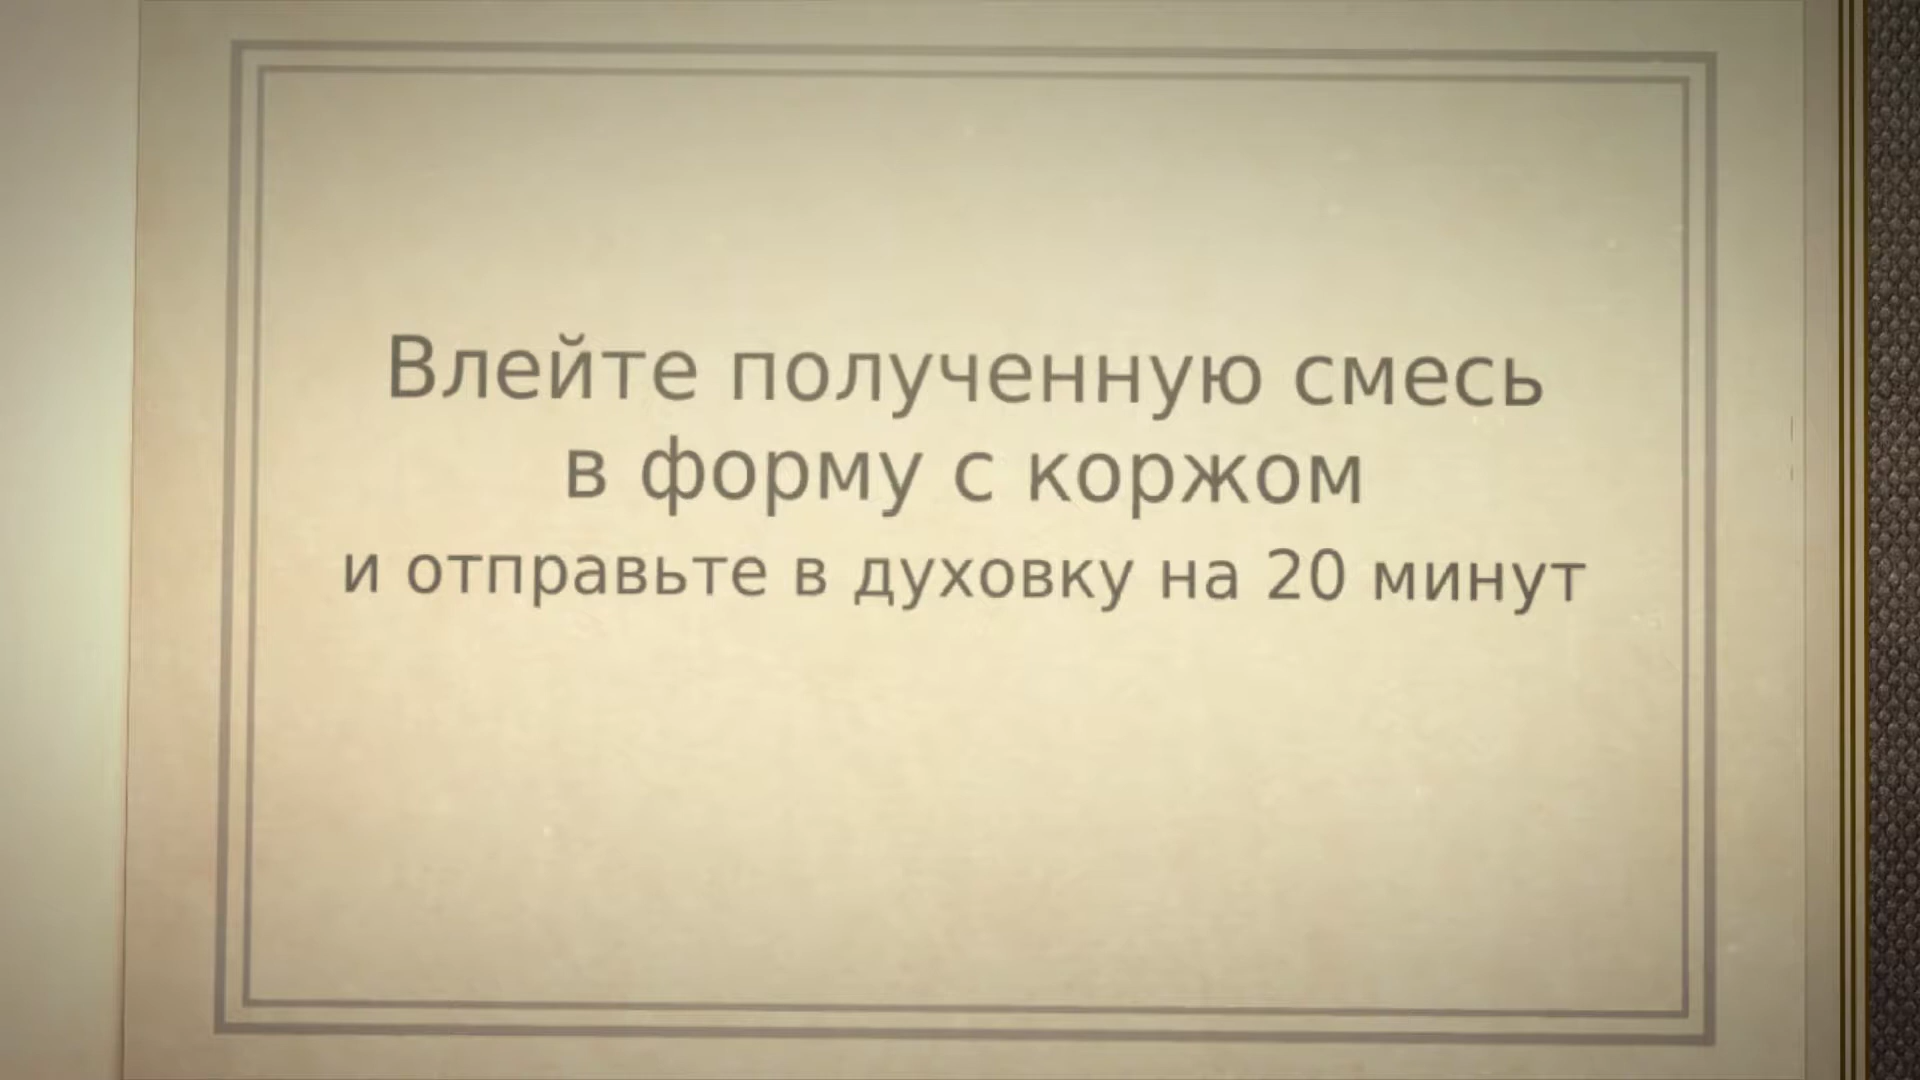 Влейте полученную смесь
в форму с коржом
и отправьте в духовку на 20 минут